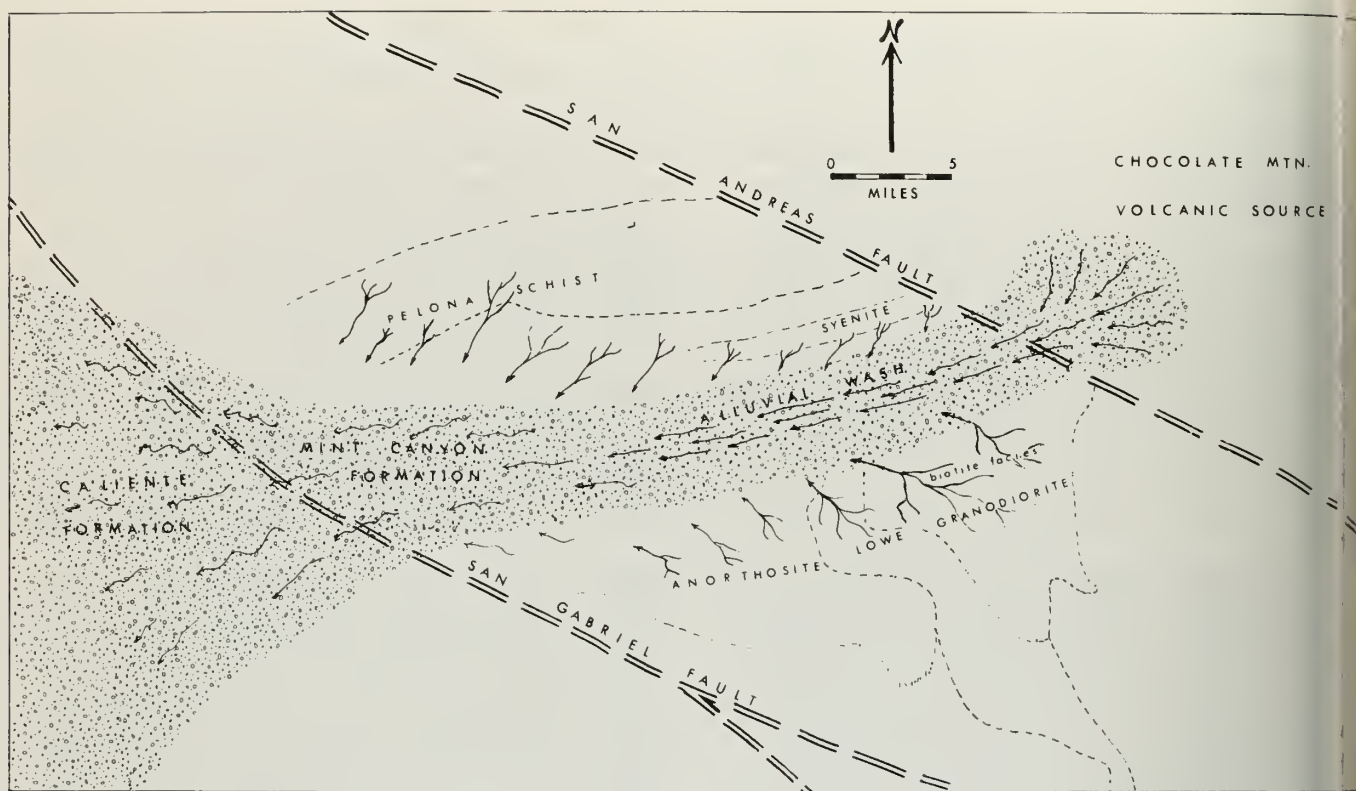 N
0 5
MILES
CHOCOLATE MTN.
VOLCANIC SOURCE
SAN
ANDREAS
FAULT
PELONA SCHIST
SYENITE
ALLUVIAL WASH
MINT CANYON
FORMATION
CALIENTE
FORMATION
biotite facies
LOWE GRANODIORITE
ANORTHOSITE
SAN
GABRIEL
FAULT